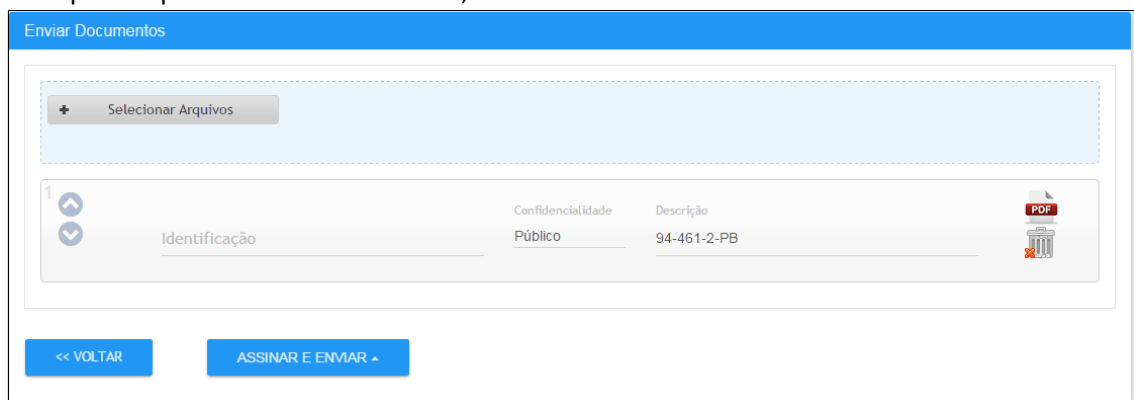 Enviar Documentos
+ Selecionar Arquivos
1
Confidencialidade Descrição
Identificação Público 94-461-2-PB
PDF
<< VOLTAR ASSINAR E ENVIAR